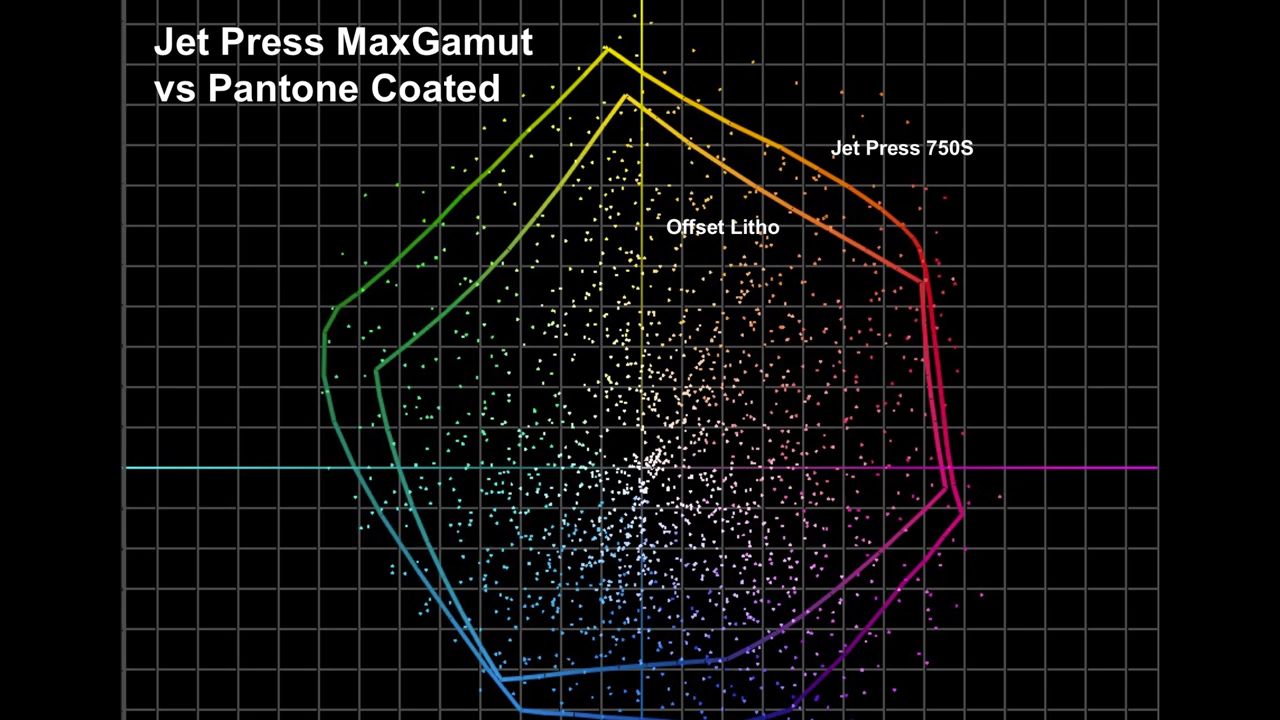 Jet Press MaxGamut
vs Pantone Coated
Jet Press 750S
Offset Litho